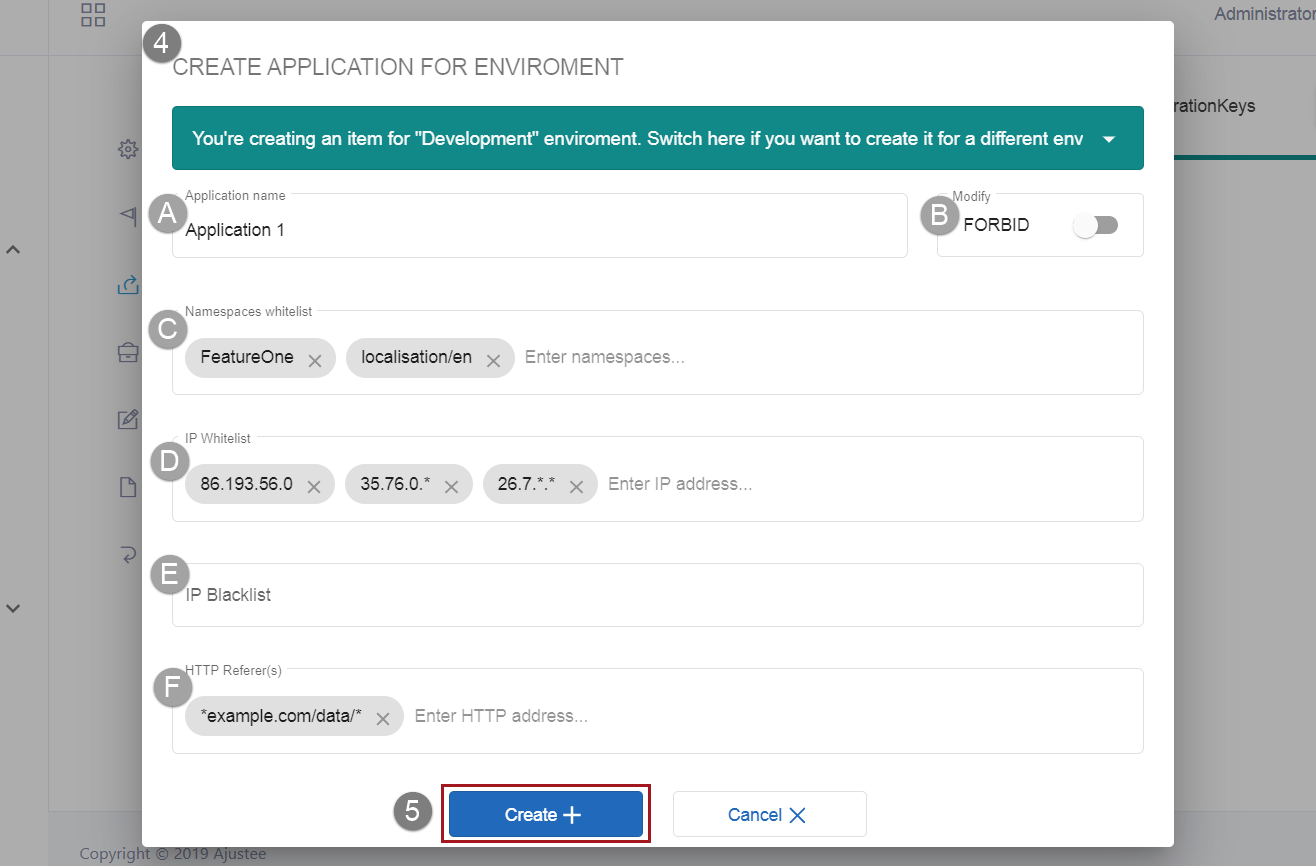 Administrator
4
CREATE APPLICATION FOR ENVIROMENT
rationKeys
You're creating an item for "Development" enviroment. Switch here if you want to create it for a different env
Application name
A
Application 1
Modify
B
FORBID
Namespaces whitelist
C
FeatureOne
localisation/en
Enter namespaces...
IP Whitelist
D
86.193.56.0
35.76.0.*
26.7.*.*
Enter IP address...
E
IP Blacklist
HTTP Referer(s)
F
*example.com/data/*
Enter HTTP address...
5
Create
Cancel
Copyright © 2019 Ajustee